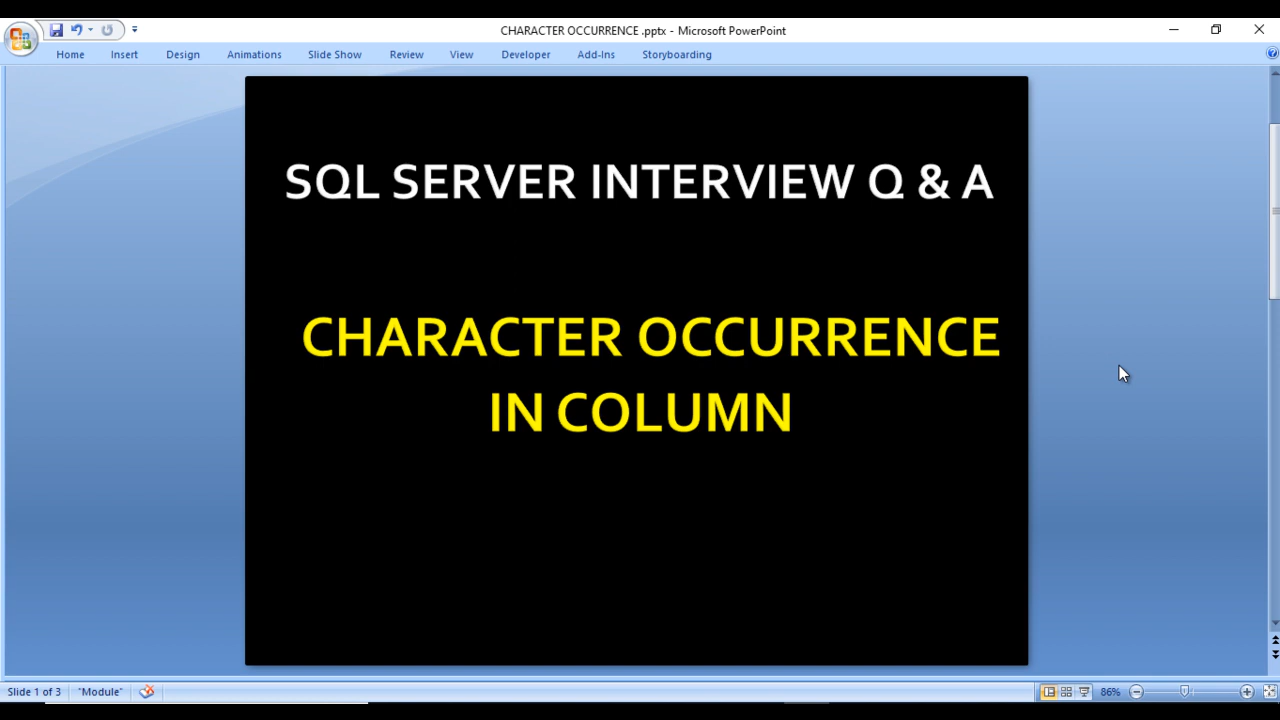 CHARACTER OCCURRENCE .pptx - Microsoft PowerPoint
Home Insert Design Animations Slide Show Review View Developer Add-Ins Storyboarding
SQL SERVER INTERVIEW Q & A
CHARACTER OCCURRENCE
IN COLUMN
Slide 1 of 3 "Module" 86%